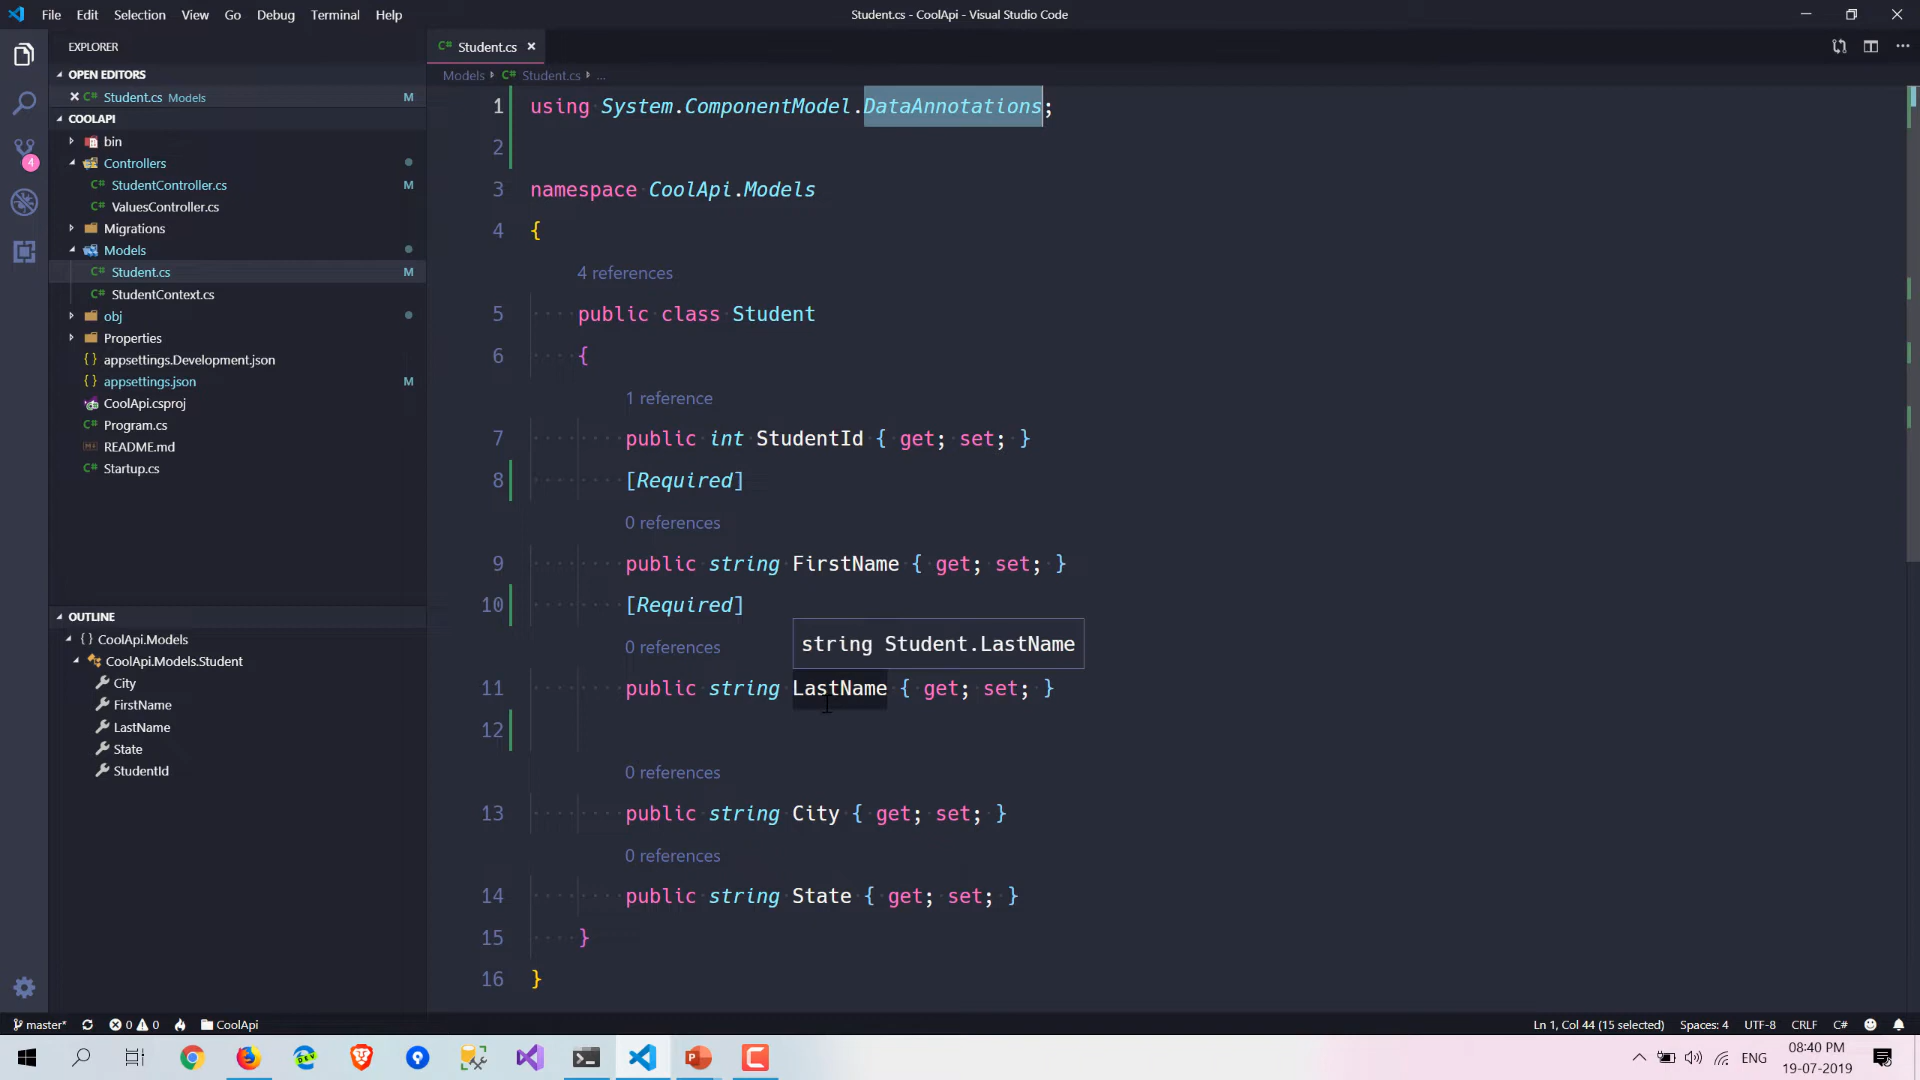 File Edit Selection View Go Debug Terminal Help
Student.cs - CoolApi - Visual Studio Code
EXPLORER
OPEN EDITORS
Student.cs Models M
COOLAPI
bin
Controllers
StudentController.cs M
ValuesController.cs
Migrations
Models
Student.cs M
StudentContext.cs
obj
Properties
{} appsettings.Development.json
{} appsettings.json M
CoolApi.csproj
Program.cs
README.md
Startup.cs
4
OUTLINE
{} CoolApi.Models
CoolApi.Models.Student
City
FirstName
LastName
State
StudentId
Student.cs
Models Student.cs ...
1 using System.ComponentModel.DataAnnotations;
2
3 namespace CoolApi.Models
4 {
4 references
5 public class Student
6 {
1 reference
7 public int StudentId { get; set; }
8 [Required]
0 references
9 public string FirstName { get; set; }
10 [Required]
0 references
string Student.LastName
11 public string LastName { get; set; }
12
0 references
13 public string City { get; set; }
0 references
14 public string State { get; set; }
15 }
16 }
master* 0 0 CoolApi
Ln 1, Col 44 (15 selected) Spaces: 4 UTF-8 CRLF C#
DEV
ENG
08:40 PM
19-07-2019